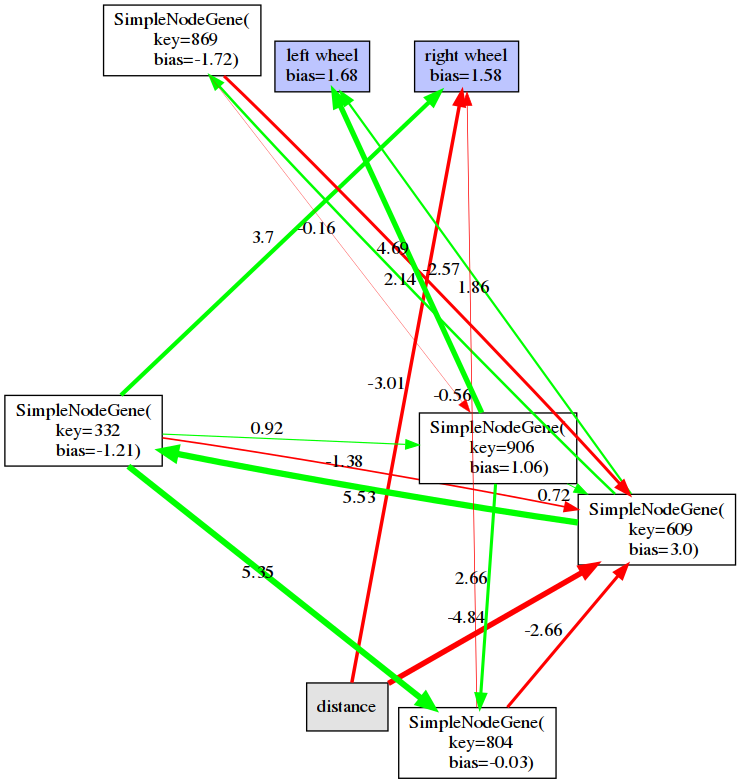 SimpleNodeGene(
key=869
bias=-1.72)
left wheel
bias=1.68
right wheel
bias=1.58
3.7
-0.16
4.69
2.14
-2.57
1.86
-3.01
-0.56
SimpleNodeGene(
key=332
bias=-1.21)
0.92
SimpleNodeGene(
key=906
bias=1.06)
-1.38
5.53
0.72
SimpleNodeGene(
key=609
bias=3.0)
5.35
2.66
-4.84
-2.66
distance
SimpleNodeGene(
key=804
bias=-0.03)